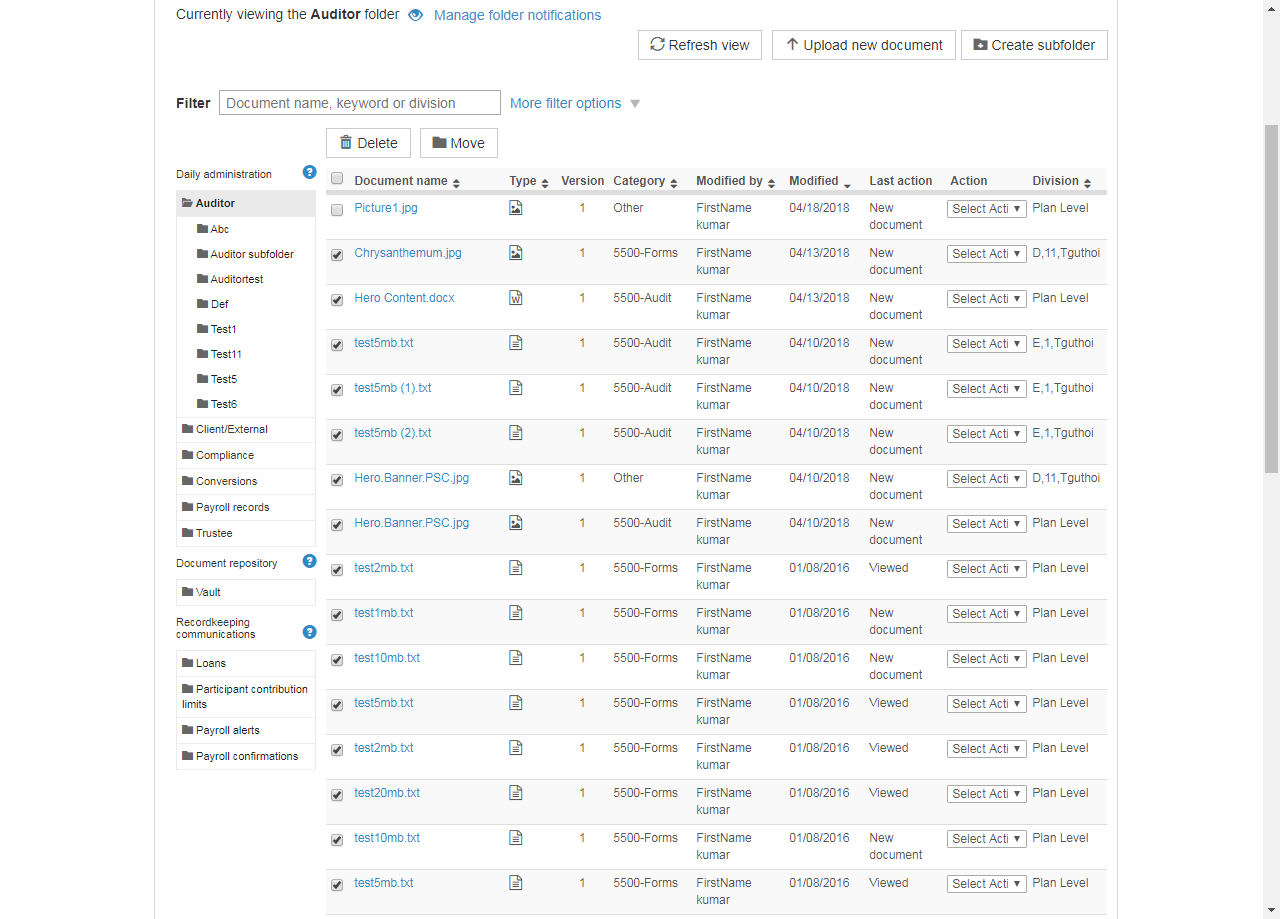 Currently viewing the Auditor folder Manage folder notifications
Refresh view Upload new document Create subfolder
Filter Document name, keyword or division More filter options
Delete Move
Daily administration ?
Auditor
Abc
Auditor subfolder
Auditortest
Def
Test1
Test11
Test5
Test6
Client/External
Compliance
Conversions
Payroll records
Trustee
Document repository ?
Vault
Recordkeeping
communications ?
Loans
Participant contribution
limits
Payroll alerts
Payroll confirmations
Document name Type Version Category Modified by Modified Last action Action Division
Picture1.jpg 1 Other FirstName 04/18/2018 New Select Acti Plan Level
kumar document
Chrysanthemum.jpg 1 5500-Forms FirstName 04/13/2018 New Select Acti D,11,Tguthoi
kumar document
Hero Content.docx W 1 5500-Audit FirstName 04/13/2018 New Select Acti Plan Level
kumar document
test5mb.txt 1 5500-Audit FirstName 04/10/2018 New Select Acti E,1,Tguthoi
kumar document
test5mb (1).txt 1 5500-Audit FirstName 04/10/2018 New Select Acti E,1,Tguthoi
kumar document
test5mb (2).txt 1 5500-Audit FirstName 04/10/2018 New Select Acti E,1,Tguthoi
kumar document
Hero.Banner.PSC.jpg 1 Other FirstName 04/10/2018 New Select Acti D,11,Tguthoi
kumar document
Hero.Banner.PSC.jpg 1 5500-Audit FirstName 04/10/2018 New Select Acti Plan Level
kumar document
test2mb.txt 1 5500-Forms FirstName 01/08/2016 Viewed Select Acti Plan Level
kumar
test1mb.txt 1 5500-Forms FirstName 01/08/2016 New Select Acti Plan Level
kumar document
test10mb.txt 1 5500-Forms FirstName 01/08/2016 New Select Acti Plan Level
kumar document
test5mb.txt 1 5500-Forms FirstName 01/08/2016 Viewed Select Acti Plan Level
kumar
test2mb.txt 1 5500-Forms FirstName 01/08/2016 Viewed Select Acti Plan Level
kumar
test20mb.txt 1 5500-Forms FirstName 01/08/2016 Viewed Select Acti Plan Level
kumar
test10mb.txt 1 5500-Forms FirstName 01/08/2016 New Select Acti Plan Level
kumar document
test5mb.txt 1 5500-Forms FirstName 01/08/2016 Viewed Select Acti Plan Level
kumar